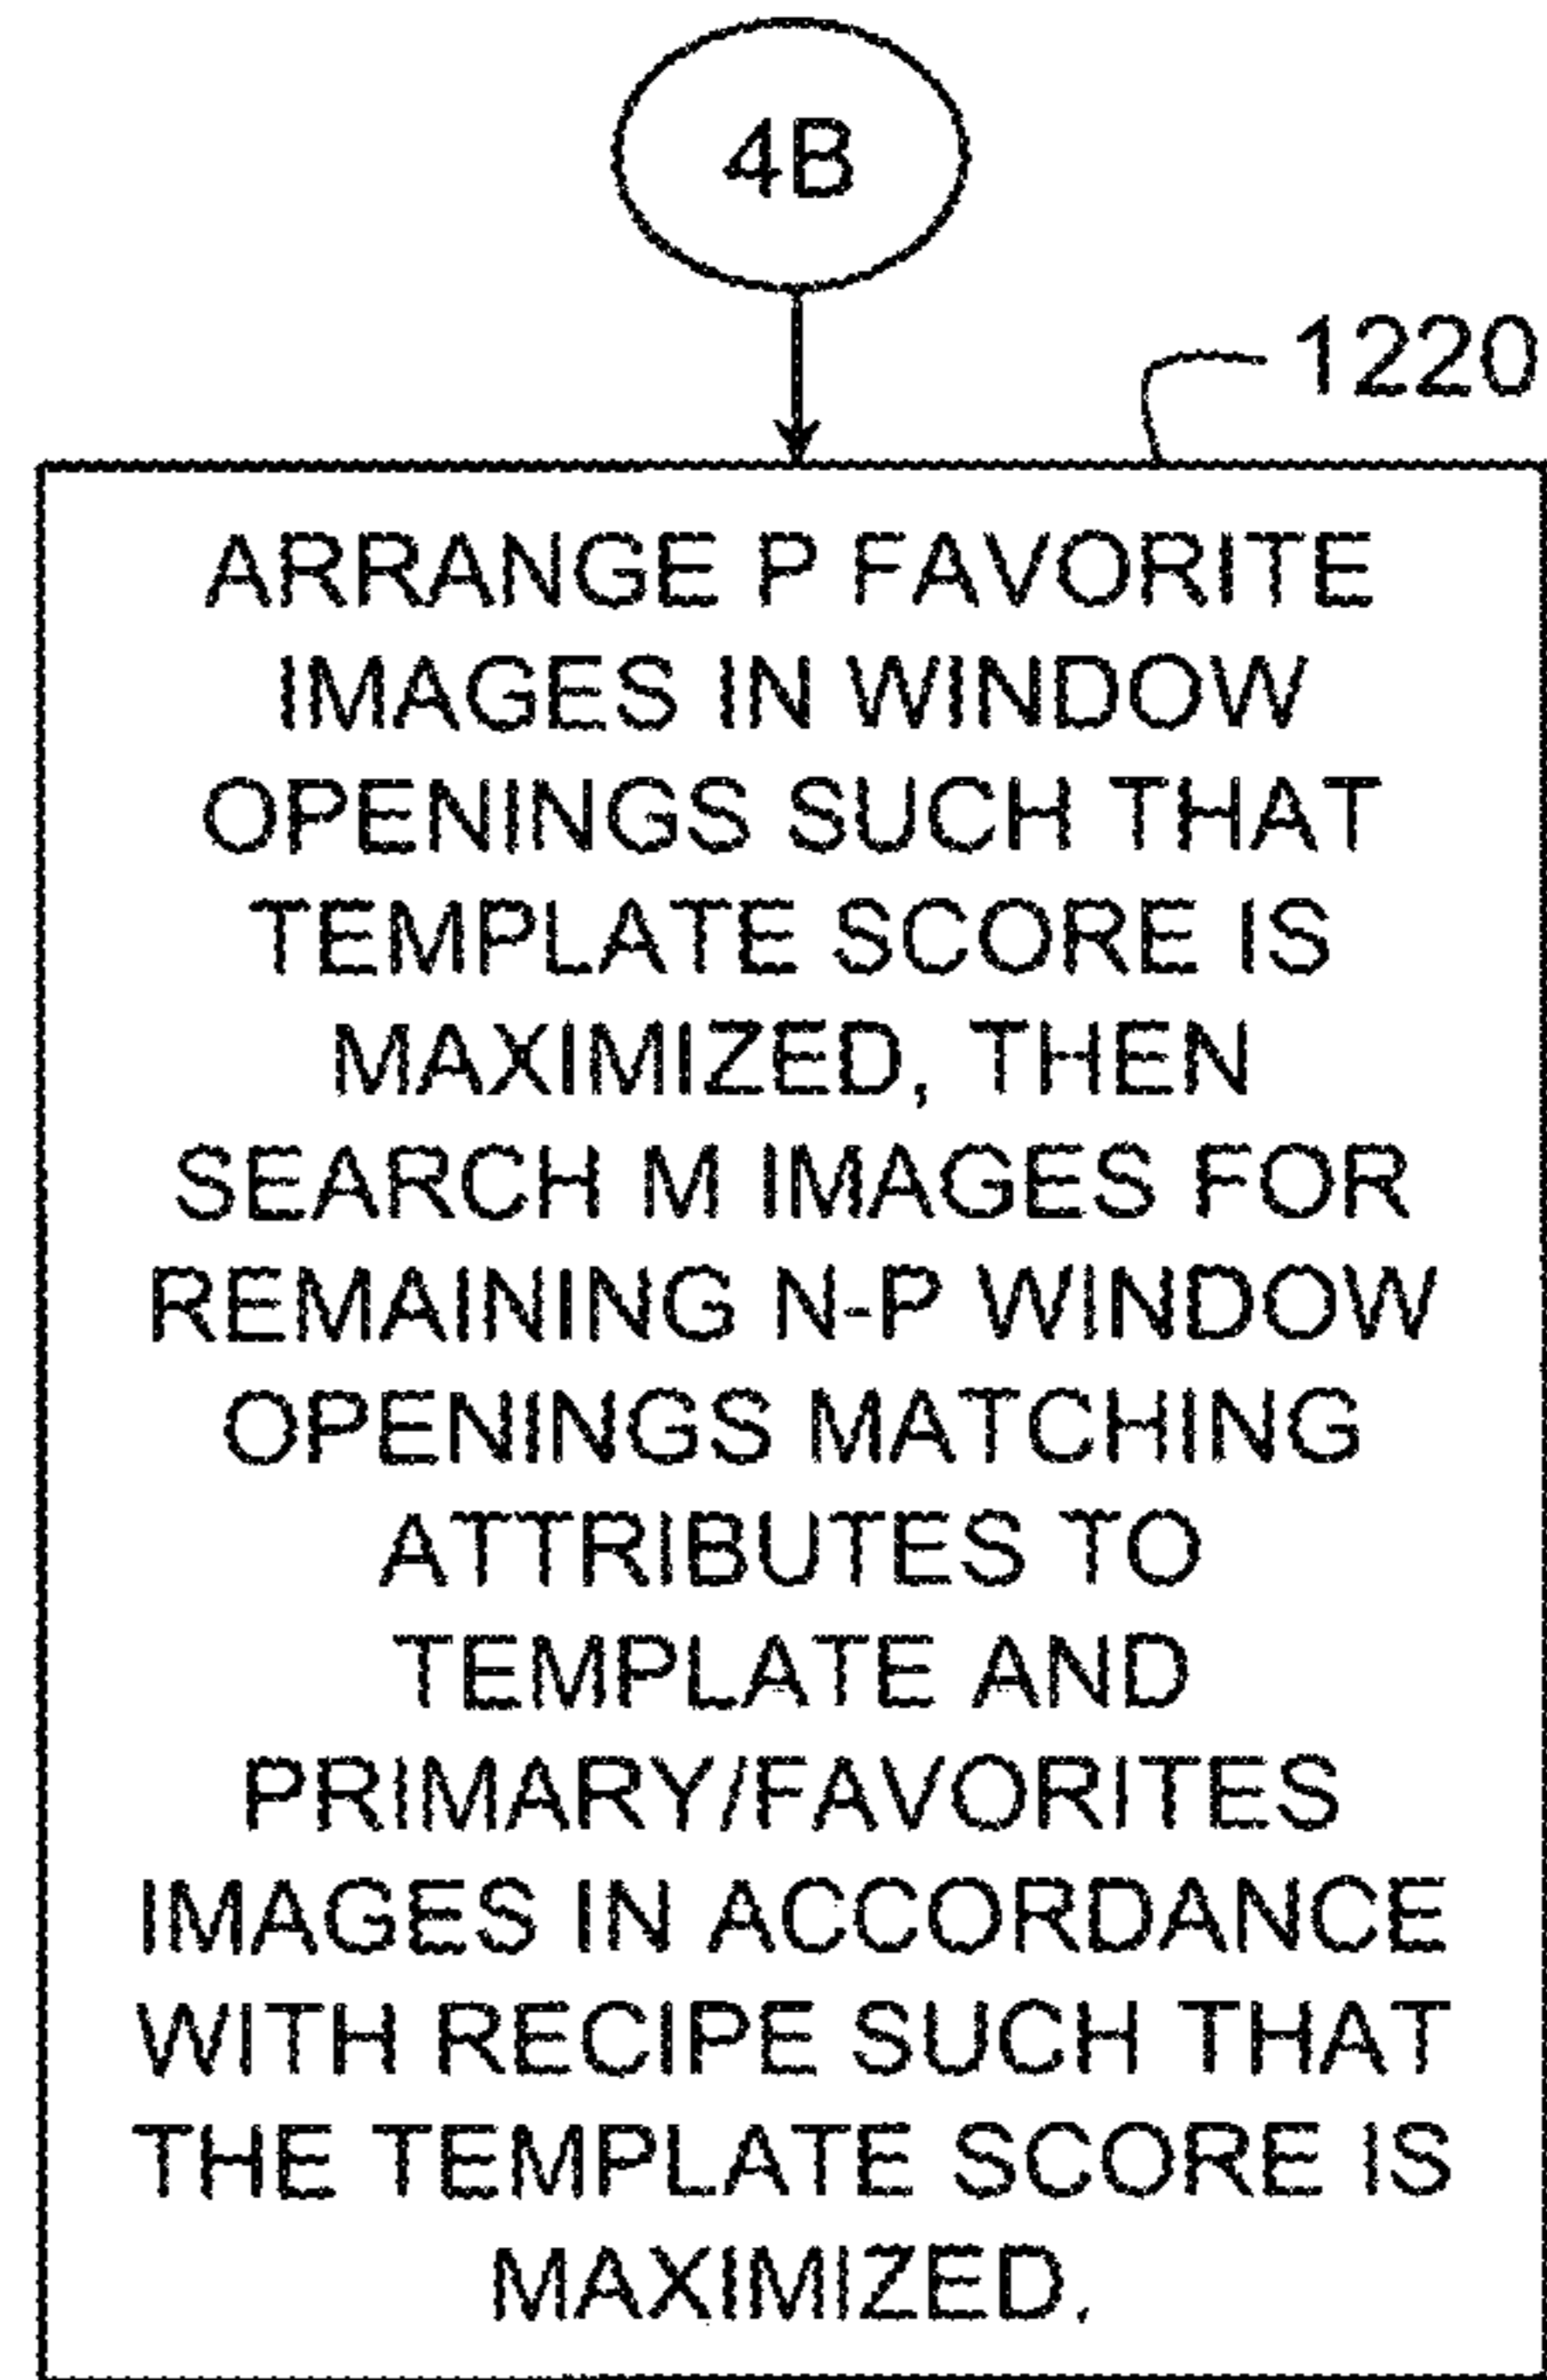 4B
1220
ARRANGE P FAVORITE
IMAGES IN WINDOW
OPENINGS SUCH THAT
TEMPLATE SCORE IS
MAXIMIZED, THEN
SEARCH M IMAGES FOR
REMAINING N-P WINDOW
OPENINGS MATCHING
ATTRIBUTES TO
TEMPLATE AND
PRIMARY/FAVORITES
IMAGES IN ACCORDANCE
WITH RECIPE SUCH THAT
THE TEMPLATE SCORE IS
MAXIMIZED.